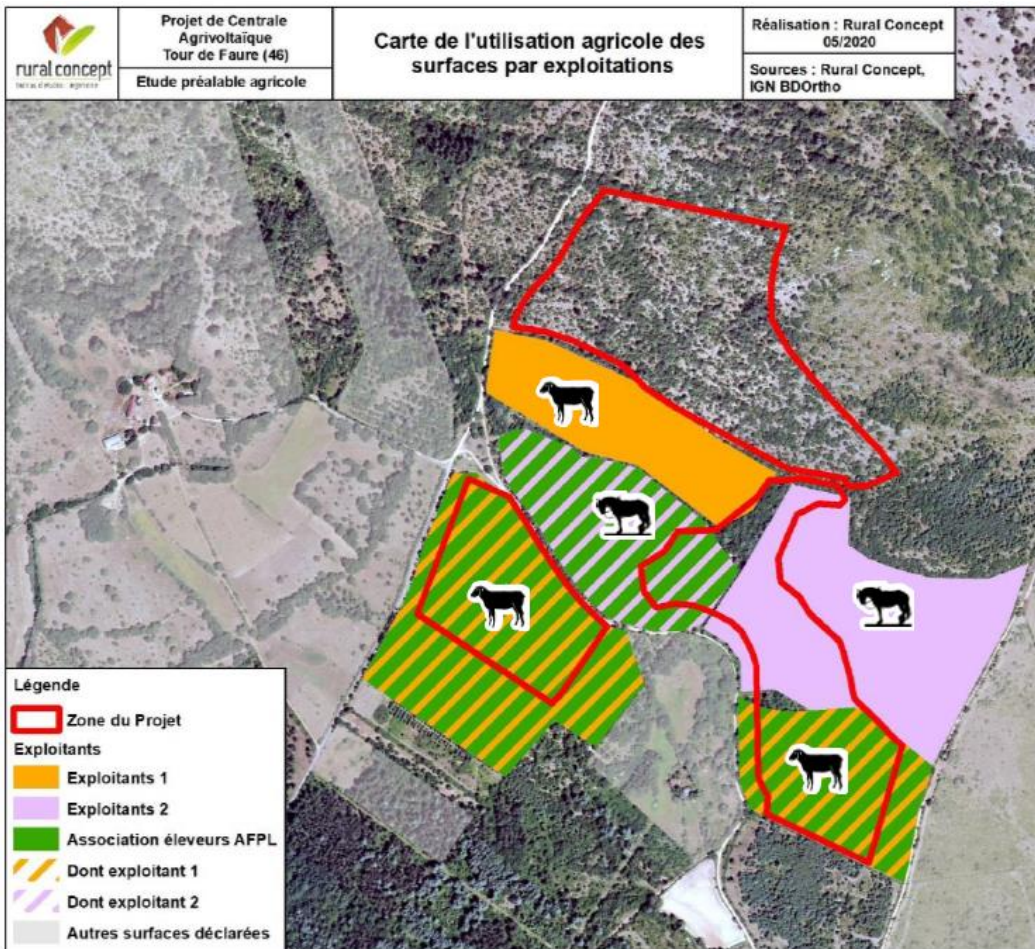 rural concept
Projet de Centrale
Agrivoltaïque
Tour de Faure (46)
Etude préalable agricole
Carte de l'utilisation agricole des
surfaces par exploitations
Réalisation : Rural Concept
05/2020
Sources : Rural Concept,
IGN BDOrtho
Légende
Zone du Projet
Exploitants
Exploitants 1
Exploitants 2
Association éleveurs AFPL
Dont exploitant 1
Dont exploitant 2
Autres surfaces déclarées